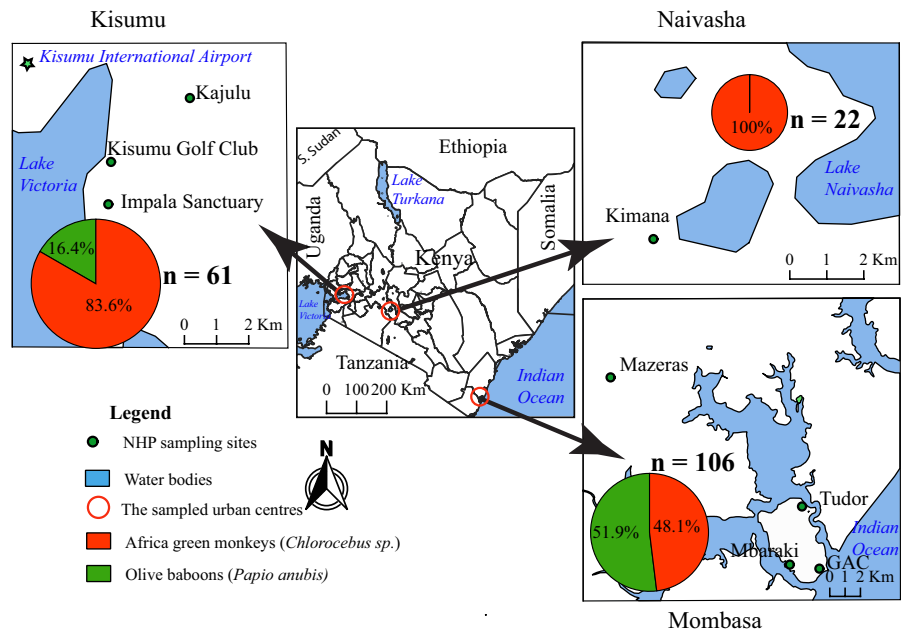 Kisumu
Kisumu International Airport
Kajulu
Kisumu Golf Club
Lake
Victoria
Impala Sanctuary
16.4%
83.6%
n = 61
0 1 2 Km
Naivasha
100%
n = 22
Lake
Naivasha
Kimana
0 1 2 Km
S. Sudan
Ethiopia
Lake
Turkana
Uganda
Somalia
Kenya
Lake
Victoria
Tanzania
Indian
Ocean
0 100 200 Km
Mazeras
n = 106
51.9%
48.1%
Tudor
Indian
Ocean
Mbaraki
GAC
0 1 2 Km
Mombasa
Legend
NHP sampling sites
Water bodies
The sampled urban centres
Africa green monkeys (Chlorocebus sp.)
Olive baboons (Papio anubis)
N